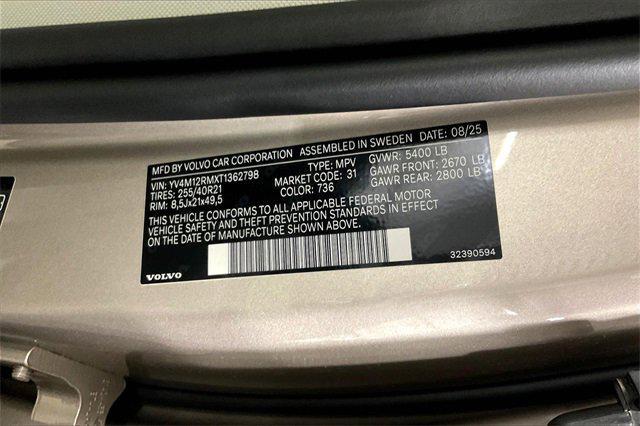 MFD BY VOLVO CAR CORPORATION ASSEMBLED IN SWEDEN DATE: 08/25
VIN: YV4M12RMXT1362798 TYPE: MPV GVWR: 5400 LB
TIRES: 255/40R21 MARKET CODE: 31 GAWR FRONT: 2670 LB
RIM: 8,5Jx21x49,5 COLOR: 736 GAWR REAR: 2800 LB
THIS VEHICLE CONFORMS TO ALL APPLICABLE FEDERAL MOTOR
VEHICLE SAFETY AND THEFT PREVENTION STANDARDS IN EFFECT
ON THE DATE OF MANUFACTURE SHOWN ABOVE.
VOLVO 32390594